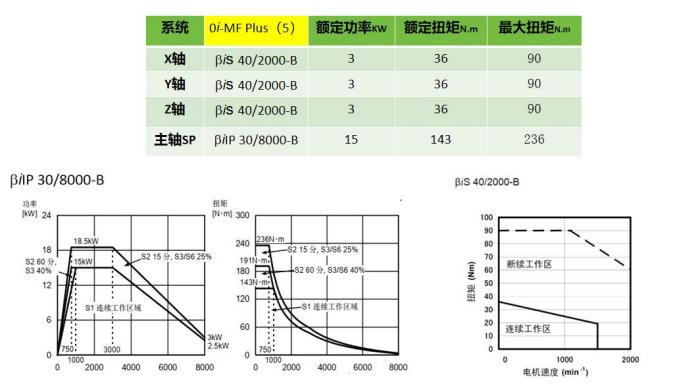 系统 0i-MF Plus（5） 额定功率KW 额定扭矩N.m 最大扭矩N.m
X轴 βiS 40/2000-B 3 36 90
Y轴 βiS 40/2000-B 3 36 90
Z轴 βiS 40/2000-B 3 36 90
主轴SP βiIP 30/8000-B 15 143 236
βiIP 30/8000-B
功率
[kW]
24
18
12
6
0
18.5kW
S2 15 分, S3/S6 25%
S2 60 分,
S3 40%
15kW
S1 连续工作区域
3kW
2.5kW
750
1000
3000
0 2000 4000 6000 8000
扭矩
[N·m]
300
240
180
120
60
0
236N·m
S2 15 分, S3/S6 25%
191N·m
S2 60 分, S3/S6 40%
143N·m
S1 连续工作区域
750
1000
0 2000 4000 6000 8000
βiS 40/2000-B
扭矩 (Nm)
100
90
80
70
60
50
40
30
20
10
0
断续工作区
连续工作区
0 1000 2000
电机速度 (min⁻¹)